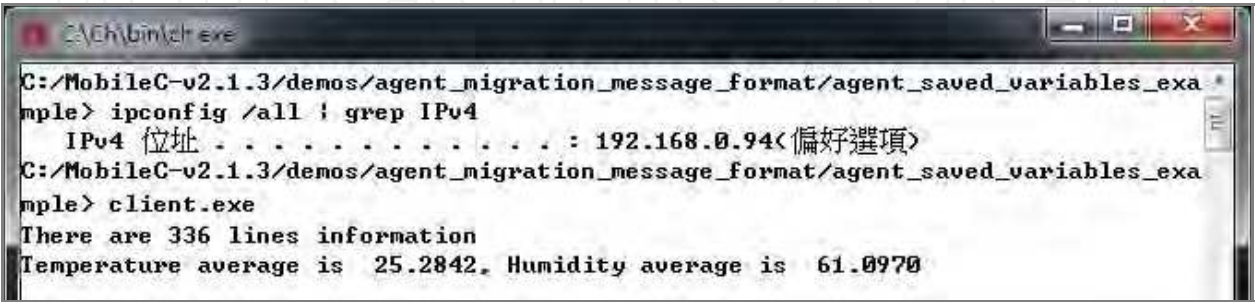 C:\Ch\bin\ch.exe
C:/MobileC-v2.1.3/demos/agent_migration_message_format/agent_saved_variables_exa
mple> ipconfig /all ¦ grep IPv4
IPv4 位址 . . . . . . . . . . . . : 192.168.0.94(偏好選項)
C:/MobileC-v2.1.3/demos/agent_migration_message_format/agent_saved_variables_exa
mple> client.exe
There are 336 lines information
Temperature average is 25.2842, Humidity average is 61.0970